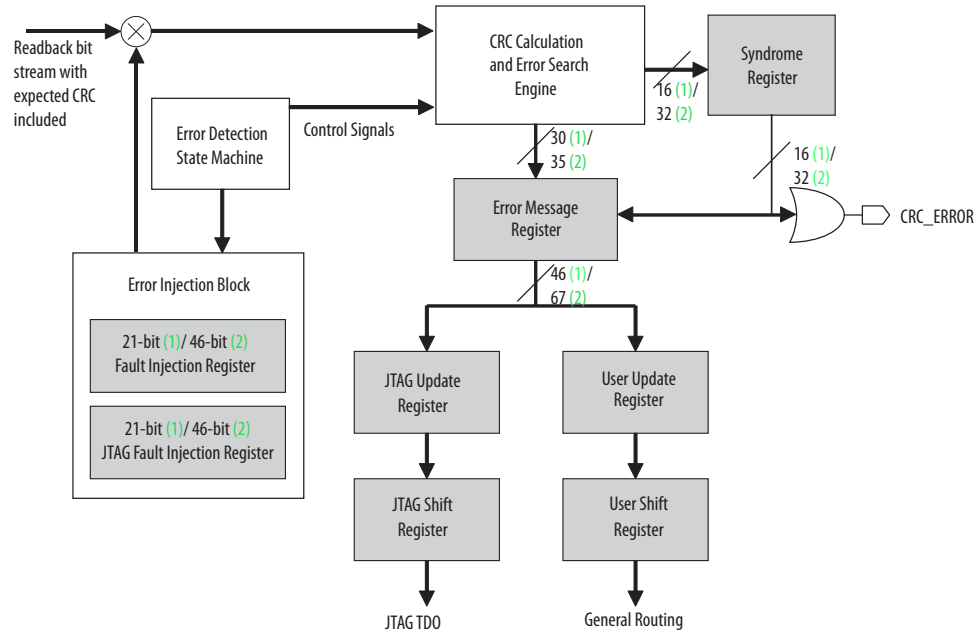 Readback bit
stream with
expected CRC
included
CRC Calculation
and Error Search
Engine
Syndrome
Register
16 (1)/
32 (2)
Error Detection
State Machine
Control Signals
30 (1)/
35 (2)
16 (1)/
32 (2)
Error Message
Register
CRC_ERROR
46 (1)/
67 (2)
Error Injection Block
21-bit (1)/ 46-bit (2)
Fault Injection Register
21-bit (1)/ 46-bit (2)
JTAG Fault Injection Register
JTAG Update
Register
User Update
Register
JTAG Shift
Register
User Shift
Register
JTAG TDO
General Routing